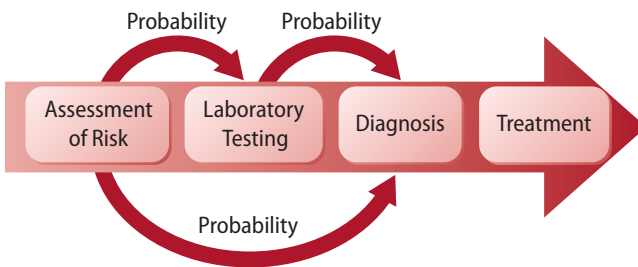 Probability
Probability
Assessment
of Risk
Laboratory
Testing
Diagnosis
Treatment
Probability